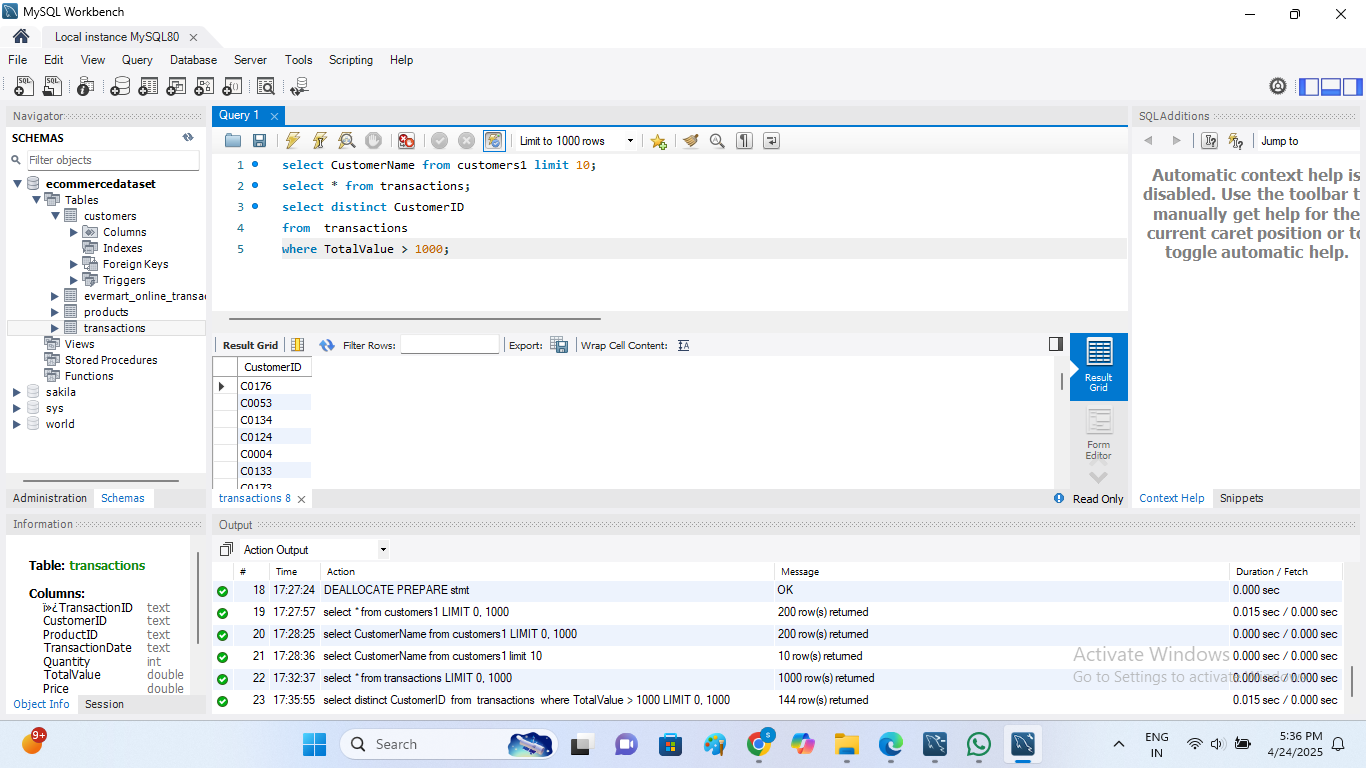 MySQL Workbench
Local instance MySQL80
File Edit View Query Database Server Tools Scripting Help
Navigator
SCHEMAS
Filter objects
ecommercedataset
Tables
customers
Columns
Indexes
Foreign Keys
Triggers
evermart_online_transa
products
transactions
Views
Stored Procedures
Functions
sakila
sys
world
Administration Schemas
Information
Table: transactions
Columns:
ï»¿TransactionID text
CustomerID text
ProductID text
TransactionDate text
Quantity int
TotalValue double
Price double
Object Info Session
Query 1
Limit to 1000 rows
1 select CustomerName from customers1 limit 10;
2 select * from transactions;
3 select distinct CustomerID
4 from transactions
5 where TotalValue > 1000;
Result Grid Filter Rows: Export: Wrap Cell Content:
CustomerID
C0176
C0053
C0134
C0124
C0004
C0133
C0173
Result
Grid
Form
Editor
transactions 8
Read Only
SQLAdditions
Jump to
Automatic context help is
disabled. Use the toolbar t
manually get help for the
current caret position or to
toggle automatic help.
Context Help Snippets
Output
Action Output
# Time Action Message Duration / Fetch
18 17:27:24 DEALLOCATE PREPARE stmt OK 0.000 sec
19 17:27:57 select * from customers1 LIMIT 0, 1000 200 row(s) returned 0.015 sec / 0.000 sec
20 17:28:25 select CustomerName from customers1 LIMIT 0, 1000 200 row(s) returned 0.000 sec / 0.000 sec
21 17:28:36 select CustomerName from customers1 limit 10 10 row(s) returned 0.000 sec / 0.000 sec
22 17:32:37 select * from transactions LIMIT 0, 1000 1000 row(s) returned 0.000 sec / 0.000 sec
23 17:35:55 select distinct CustomerID from transactions where TotalValue > 1000 LIMIT 0, 1000 144 row(s) returned 0.015 sec / 0.000 sec
Activate Windows
Go to Settings to activate Windows.
9+
Search
ENG
IN
5:36 PM
4/24/2025